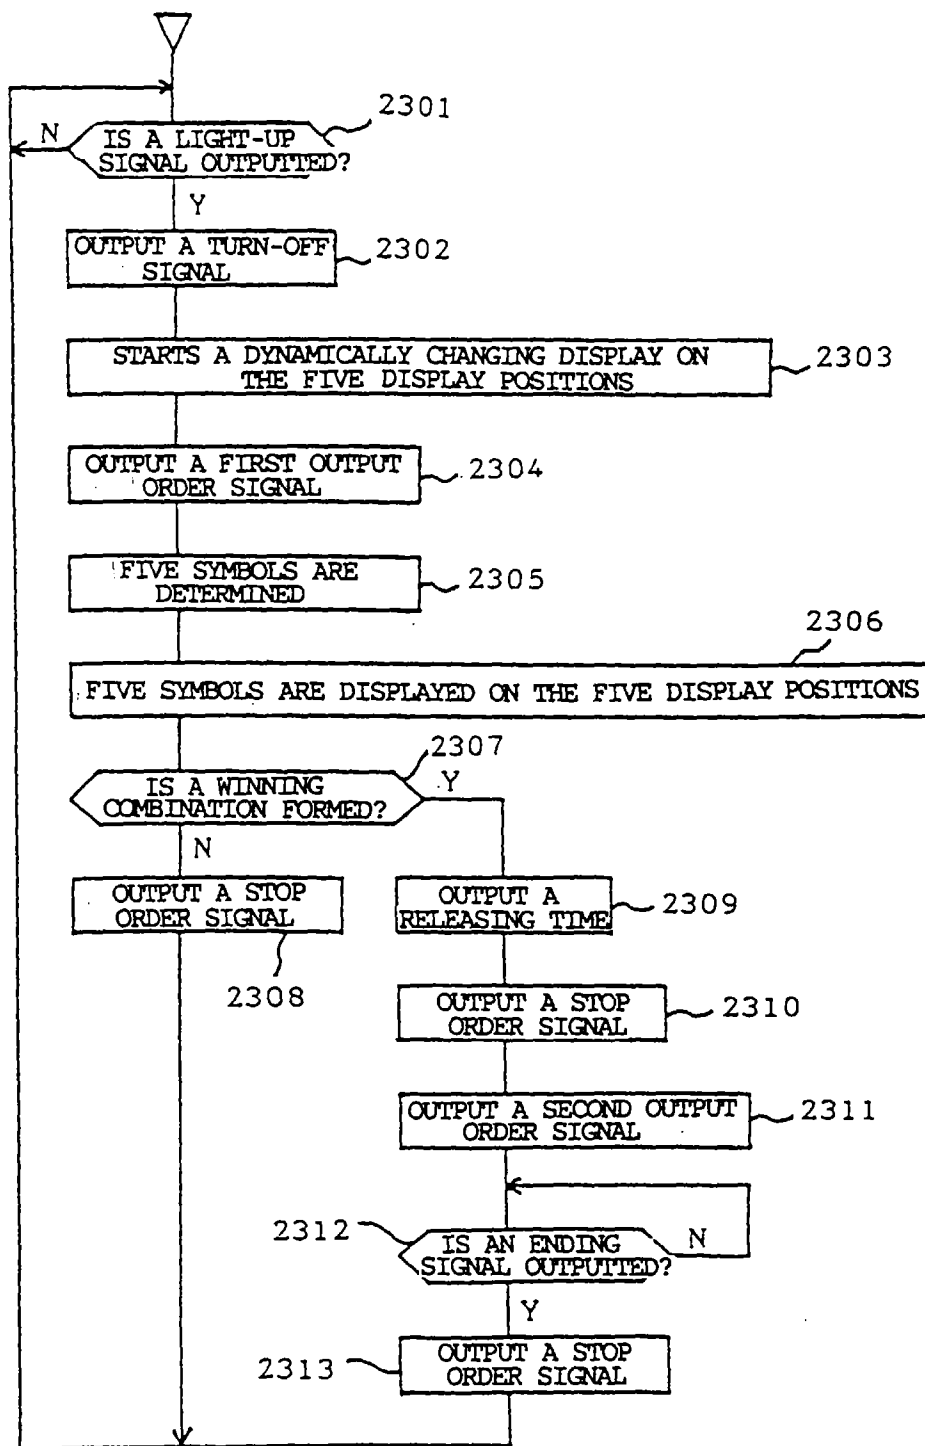 2301
N
IS A LIGHT-UP
SIGNAL OUTPUTTED?
Y
OUTPUT A TURN-OFF
SIGNAL
2302
STARTS A DYNAMICALLY CHANGING DISPLAY ON
THE FIVE DISPLAY POSITIONS
2303
OUTPUT A FIRST OUTPUT
ORDER SIGNAL
2304
FIVE SYMBOLS ARE
DETERMINED
2305
2306
FIVE SYMBOLS ARE DISPLAYED ON THE FIVE DISPLAY POSITIONS
2307
IS A WINNING
COMBINATION FORMED?
Y
N
OUTPUT A STOP
ORDER SIGNAL
2308
OUTPUT A
RELEASING TIME
2309
OUTPUT A STOP
ORDER SIGNAL
2310
OUTPUT A SECOND OUTPUT
ORDER SIGNAL
2311
2312
IS AN ENDING
SIGNAL OUTPUTTED?
N
Y
2313
OUTPUT A STOP
ORDER SIGNAL